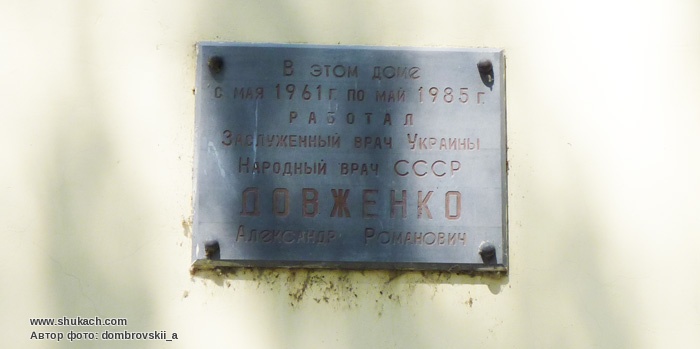 В этом доме
с мая 1961 г. по май 1985 г.
РАБОТАЛ
Заслуженный врач Украины
Народный врач СССР
ДОВЖЕНКО
Александр Романович
www.shukach.com
Автор фото: dombrovskii_a